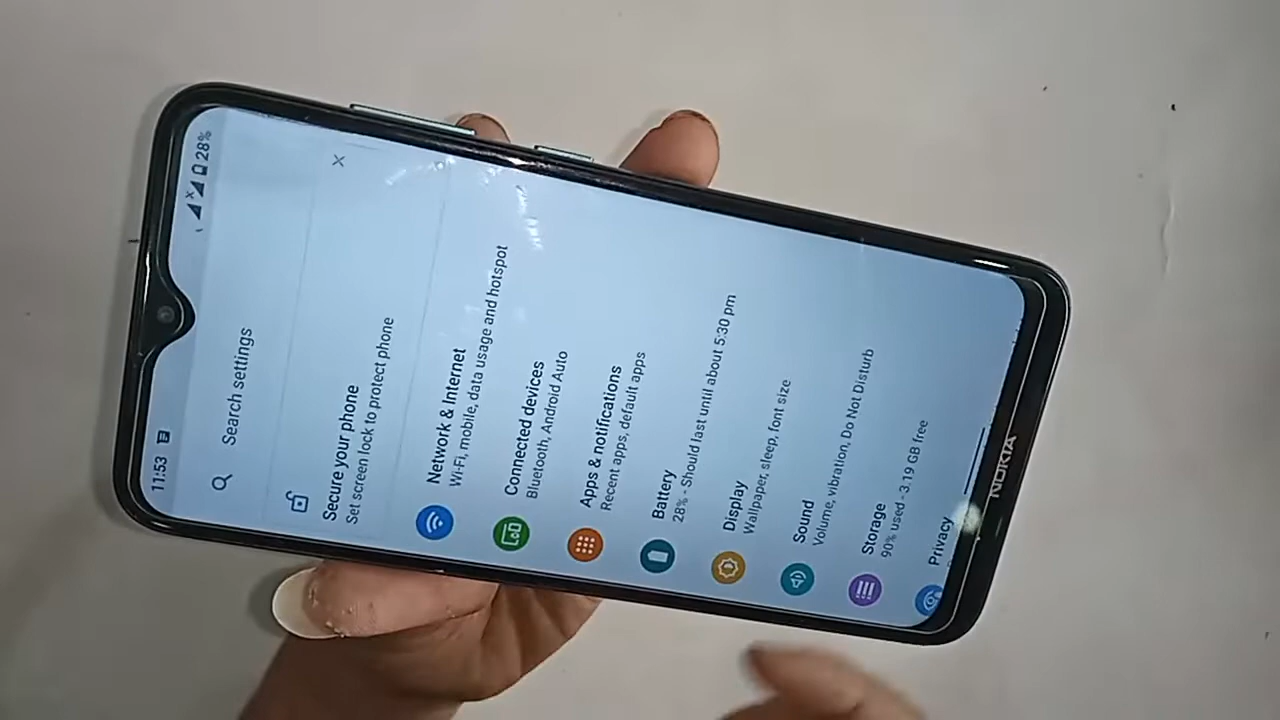 11:53
28%
Search settings
Secure your phone
Set screen lock to protect phone
Network & Internet
Wi-Fi, mobile, data usage and hotspot
Connected devices
Bluetooth, Android Auto
Apps & notifications
Recent apps, default apps
Battery
28% - Should last until about 5:30 pm
Display
Wallpaper, sleep, font size
Sound
Volume, vibration, Do Not Disturb
Storage
90% used - 3.19 GB free
Privacy
NOKIA